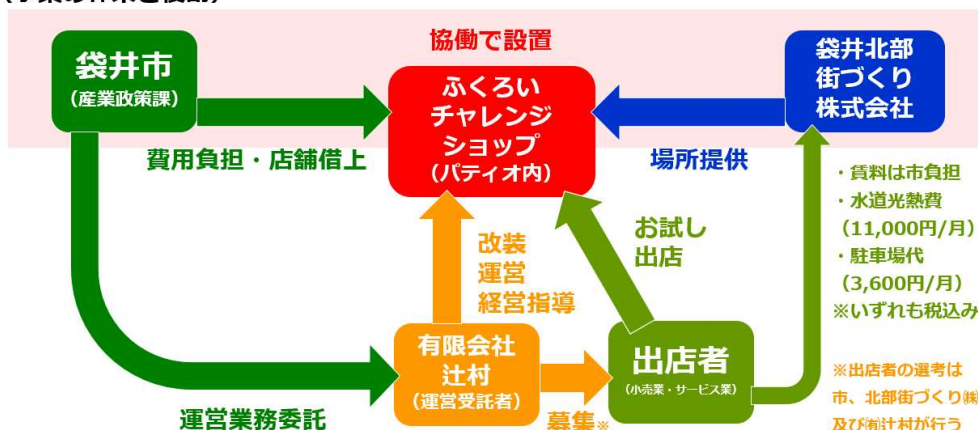 協働で設置
袋井市
（産業政策課）
ふくろい
チャレンジ
ショップ
（パティオ内）
袋井北部
街づくり
株式会社
費用負担・店舗借上
場所提供
・賃料は市負担
・水道光熱費
（11,000円/月）
・駐車場代
（3,600円/月）
※いずれも税込み
お試し
出店
改装
運営
経営指導
有限会社
辻村
（運営受託者）
出店者
（小売業・サービス業）
運営業務委託
募集※
※出店者の選考は
市、北部街づくり㈱
及び㈲辻村が行う